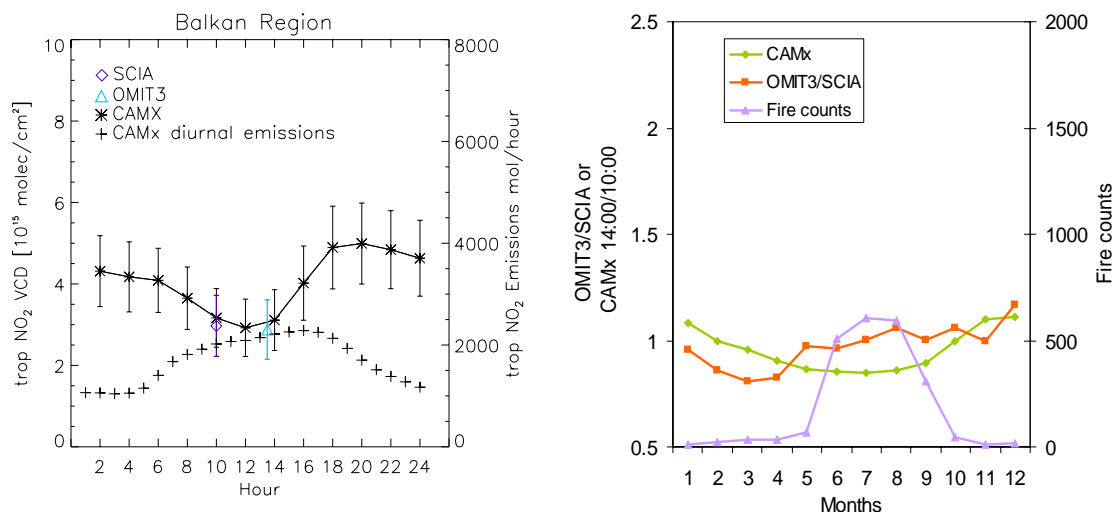 Balkan Region
10
8
6
4
2
0
trop NO₂ VCD [10¹⁵ molec/cm²]
SCIA
OMIT3
CAMX
CAMx diurnal emissions
8000
6000
4000
2000
0
trop NO₂ Emissions mol/hour
2 4 6 8 10 12 14 16 18 20 22 24
Hour
2.5
2
1.5
1
0.5
OMIT3/SCIA or
CAMx 14:00/10:00
CAMx
OMIT3/SCIA
Fire counts
2000
1500
1000
500
0
Fire counts
1 2 3 4 5 6 7 8 9 10 11 12
Months